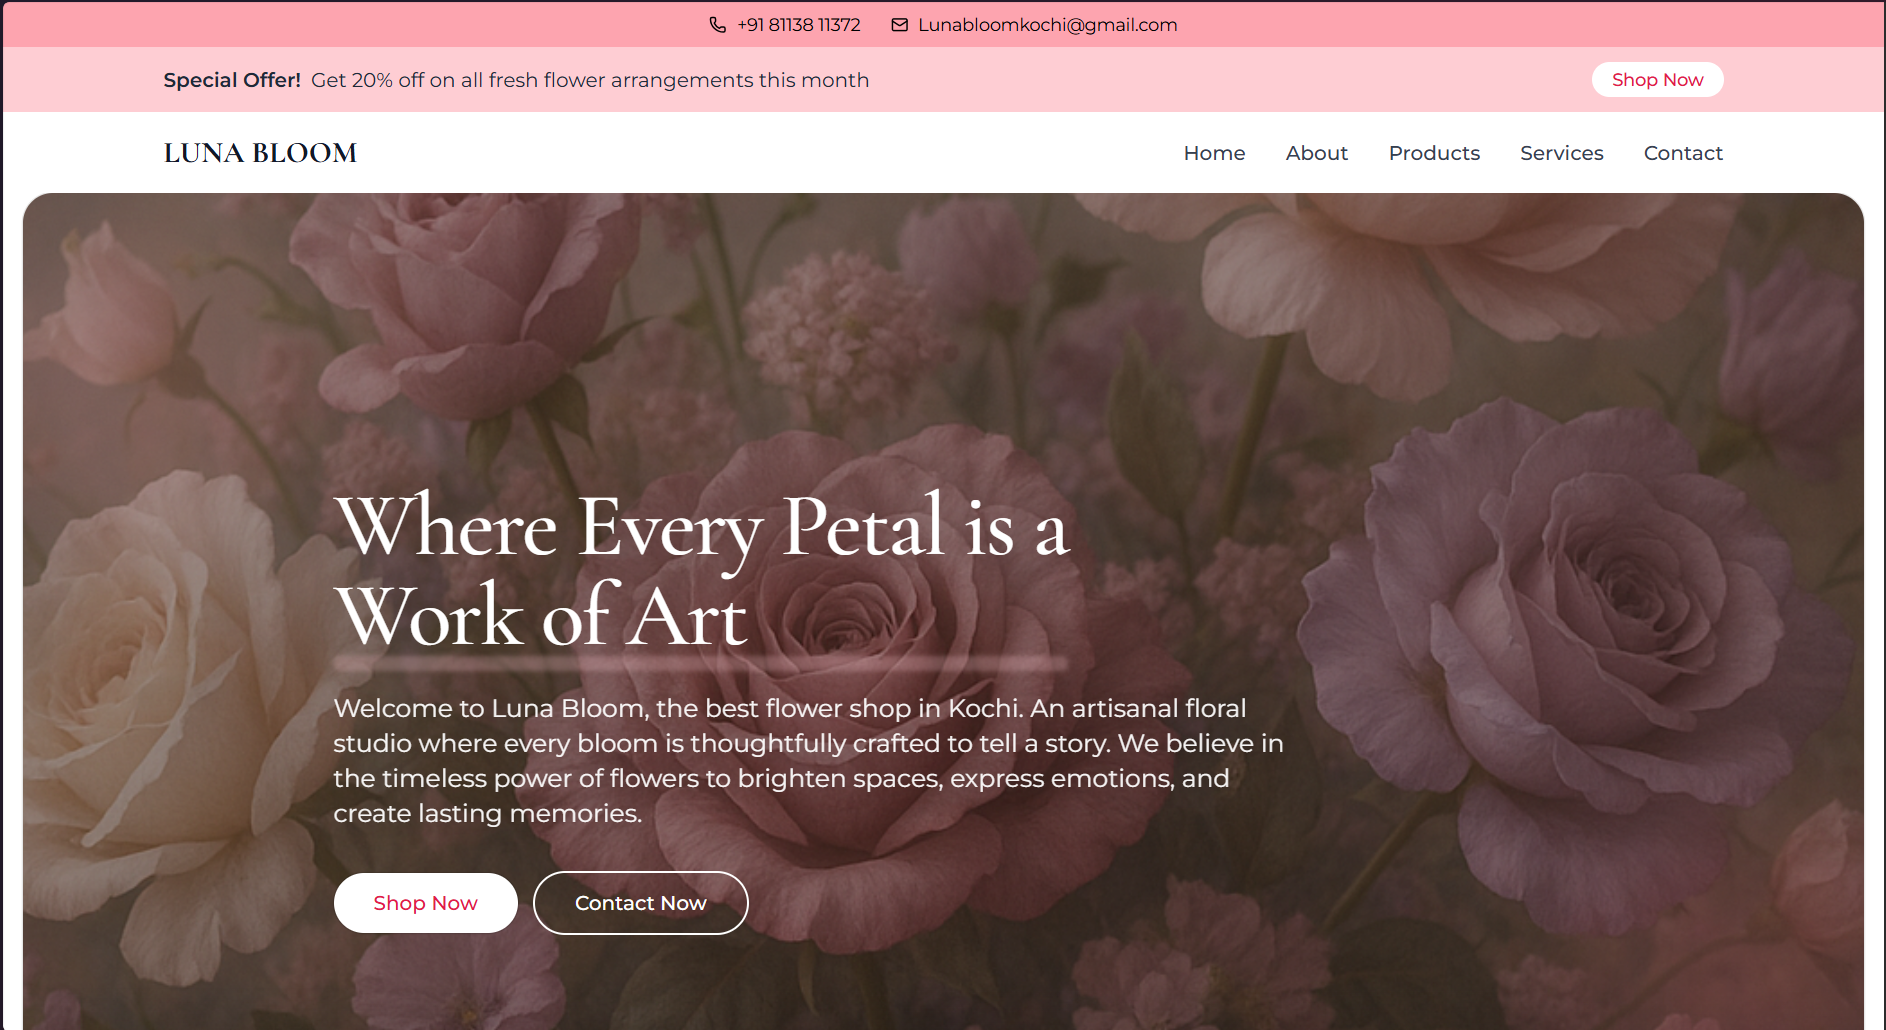 +91 81138 11372 Lunabloomkochi@gmail.com
Special Offer! Get 20% off on all fresh flower arrangements this month Shop Now
LUNA BLOOM Home About Products Services Contact
Where Every Petal is a
Work of Art
Welcome to Luna Bloom, the best flower shop in Kochi. An artisanal floral
studio where every bloom is thoughtfully crafted to tell a story. We believe in
the timeless power of flowers to brighten spaces, express emotions, and
create lasting memories.
Shop Now Contact Now